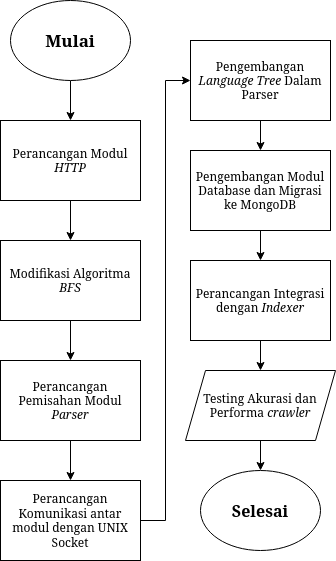 Mulai
Perancangan Modul
HTTP
Modifikasi Algoritma
BFS
Perancangan
Pemisahan Modul
Parser
Perancangan
Komunikasi antar
modul dengan UNIX
Socket
Pengembangan
Language Tree Dalam
Parser
Pengembangan Modul
Database dan Migrasi
ke MongoDB
Perancangan Integrasi
dengan Indexer
Testing Akurasi dan
Performa crawler
Selesai